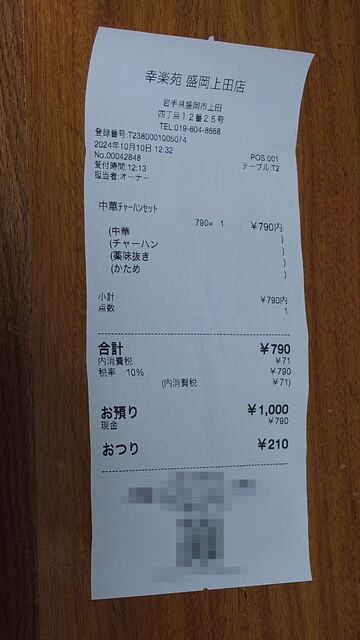 幸楽苑 盛岡上田店
岩手県盛岡市上田
四丁目12番25号
TEL:019-604-8668
登録番号:T2380001005074
2024年10月10日 12:32
POS:001
No.00042848
テーブル:T2
受付時間:12:13
担当者:オーナー
中華チャーハンセット
790× 1 ¥790内
(中華 )
(チャーハン )
(薬味抜き )
(かため )
小計 ¥790内
点数 1
合計 ¥790
内消費税 ¥71
税率 10% ¥790
(内消費税 ¥71)
お預り ¥1,000
現金 ¥790
おつり ¥210